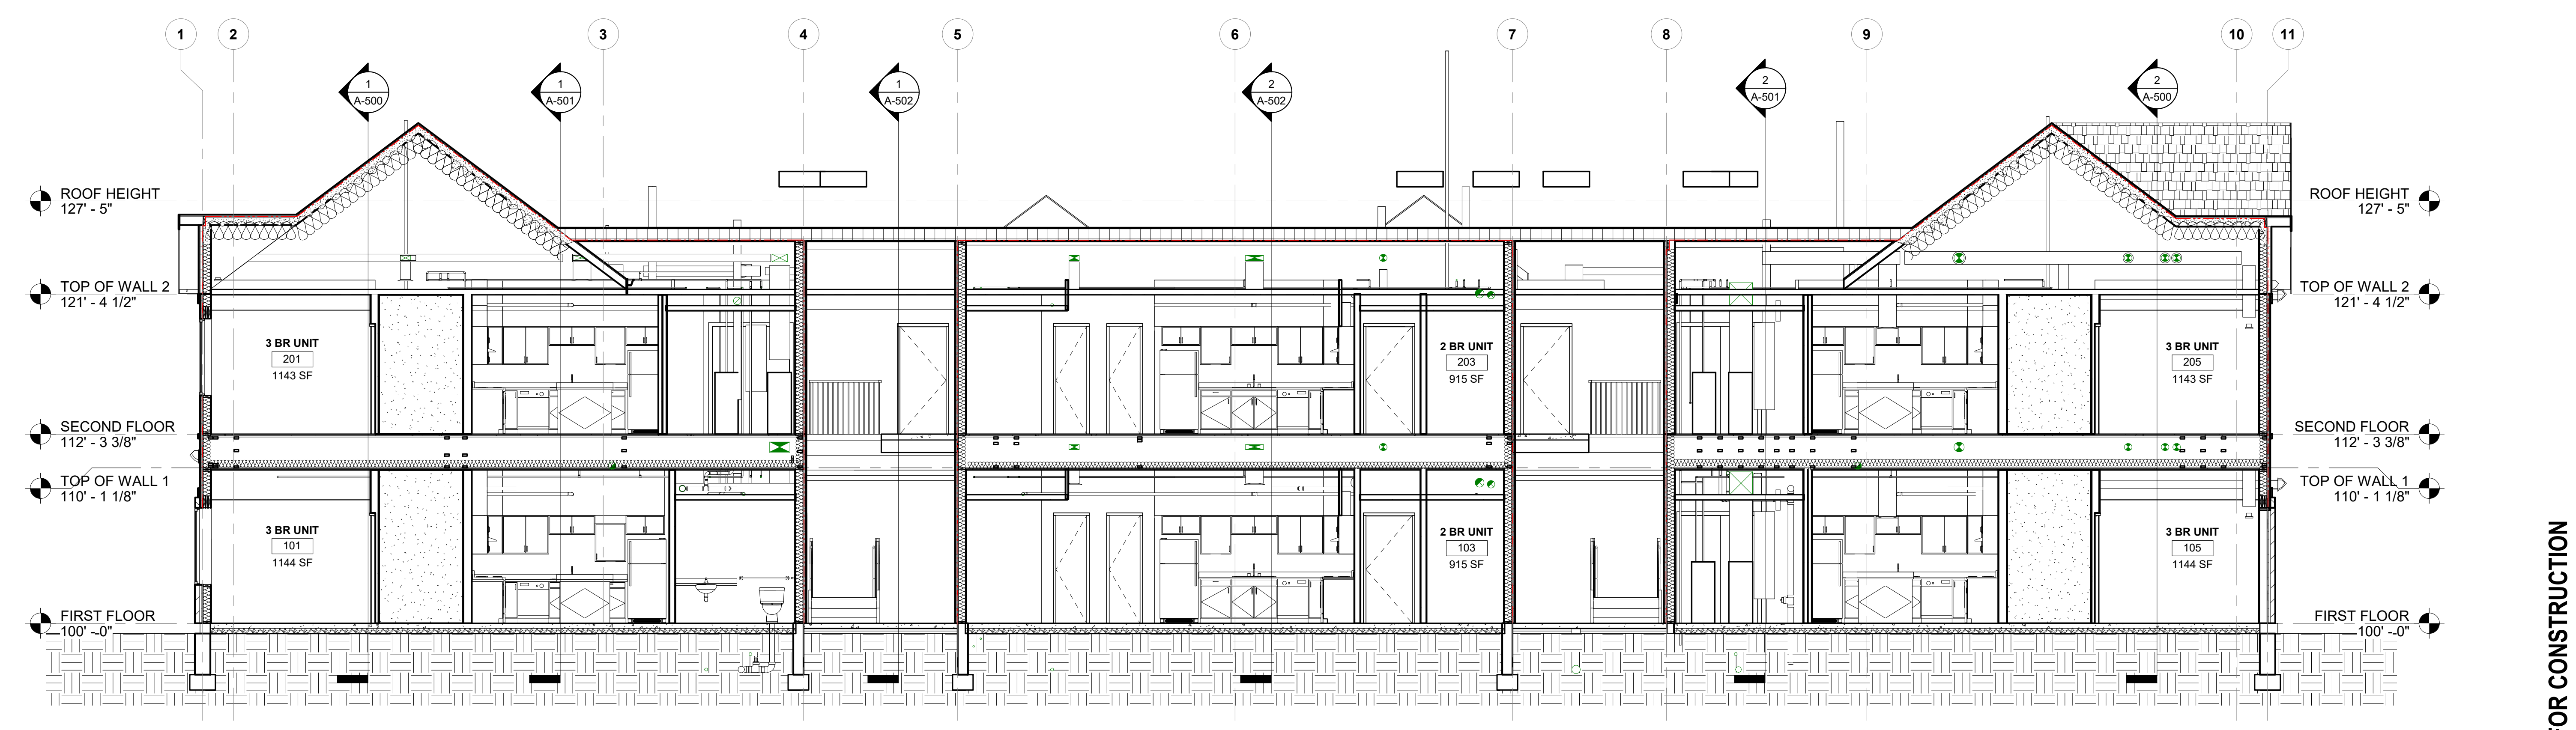 1
2
3
4
5
6
7
8
9
10
11
1
A-500
1
A-501
1
A-502
2
A-502
2
A-501
2
A-500
ROOF HEIGHT
127' - 5"
ROOF HEIGHT
127' - 5"
TOP OF WALL 2
121' - 4 1/2"
TOP OF WALL 2
121' - 4 1/2"
3 BR UNIT
201
1143 SF
2 BR UNIT
203
915 SF
3 BR UNIT
205
1143 SF
SECOND FLOOR
112' - 3 3/8"
SECOND FLOOR
112' - 3 3/8"
TOP OF WALL 1
110' - 1 1/8"
TOP OF WALL 1
110' - 1 1/8"
3 BR UNIT
101
1144 SF
2 BR UNIT
103
915 SF
3 BR UNIT
105
1144 SF
FIRST FLOOR
100' - 0"
FIRST FLOOR
100' - 0"
CONSTRUCTION